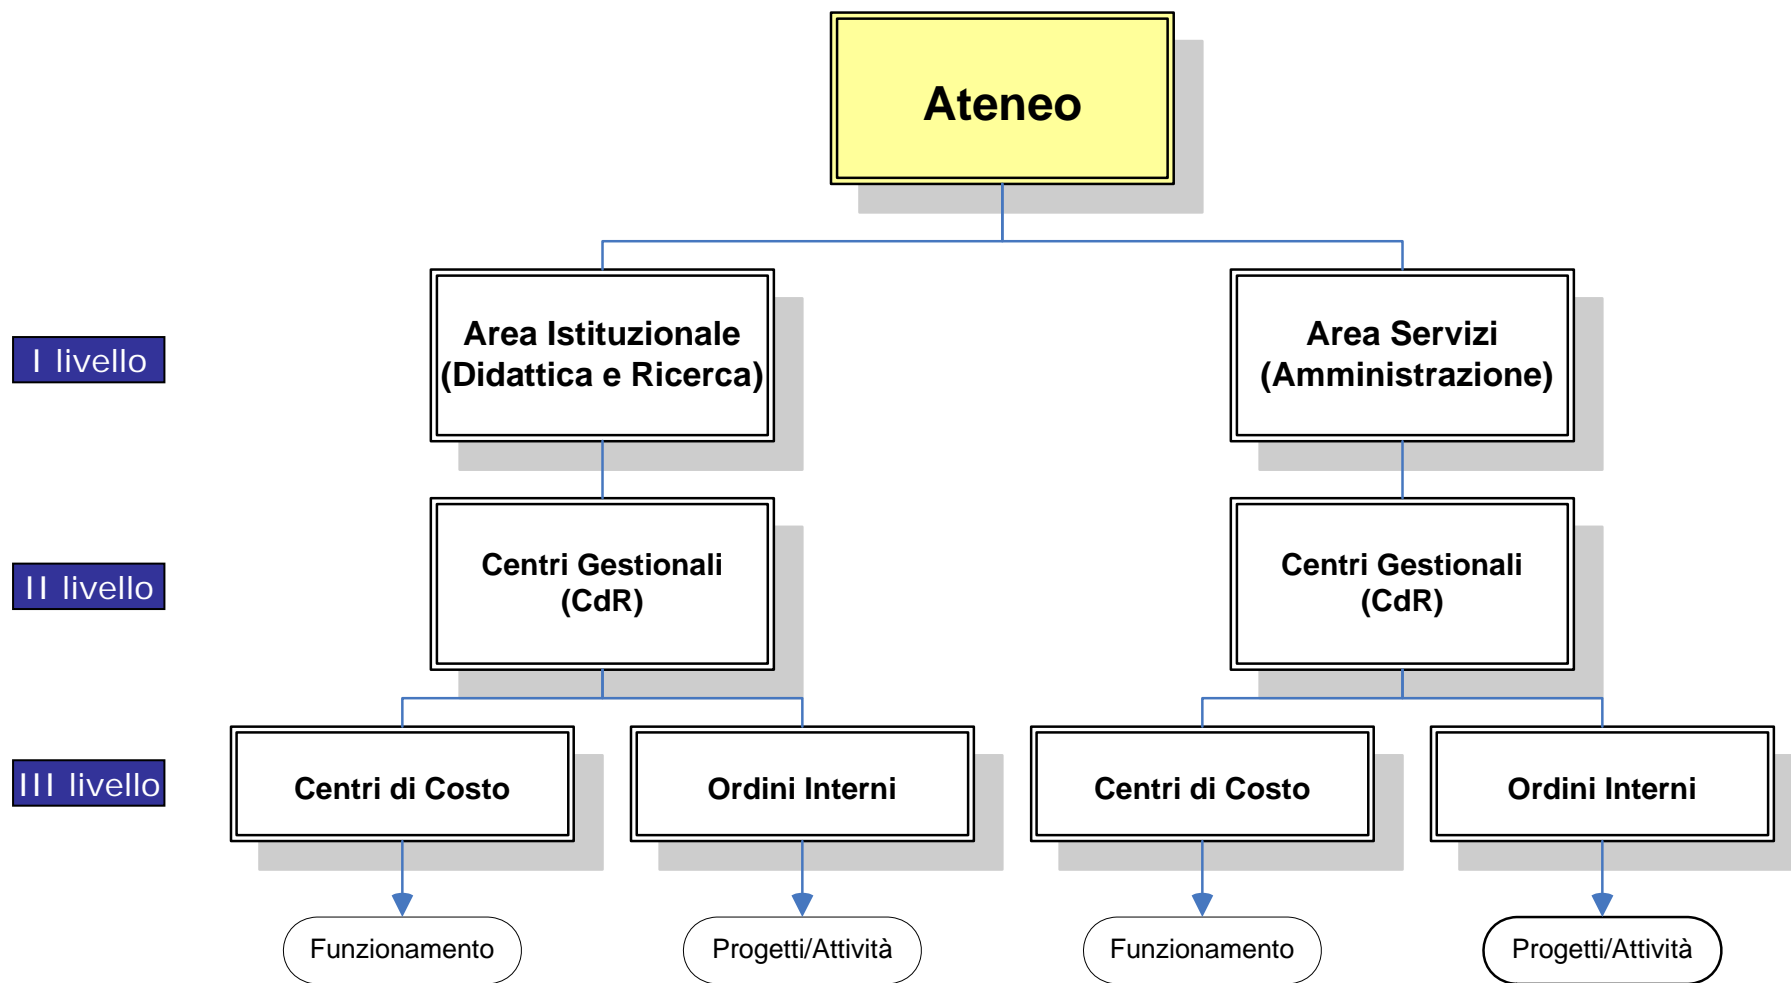 Ateneo
I livello
Area Istituzionale
(Didattica e Ricerca)
Area Servizi
(Amministrazione)
II livello
Centri Gestionali
(CdR)
Centri Gestionali
(CdR)
III livello
Centri di Costo
Ordini Interni
Centri di Costo
Ordini Interni
Funzionamento
Progetti/Attività
Funzionamento
Progetti/Attività